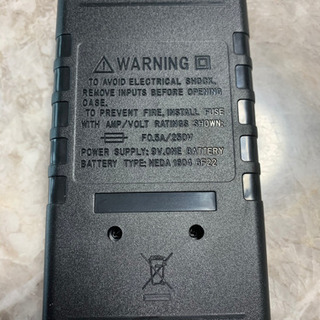 WARNING
TO AVOID ELECTRICAL SHOCK,
REMOVE INPUTS BEFORE OPENING
CASE.
TO PREVENT FIRE, INSTALL FUSE
WITH AMP/VOLT RATINGS SHOWN:
F0.5A/250V
POWER SUPPLY: 9V.ONE BATTERY
BATTERY TYPE: NEDA 1604 6F22